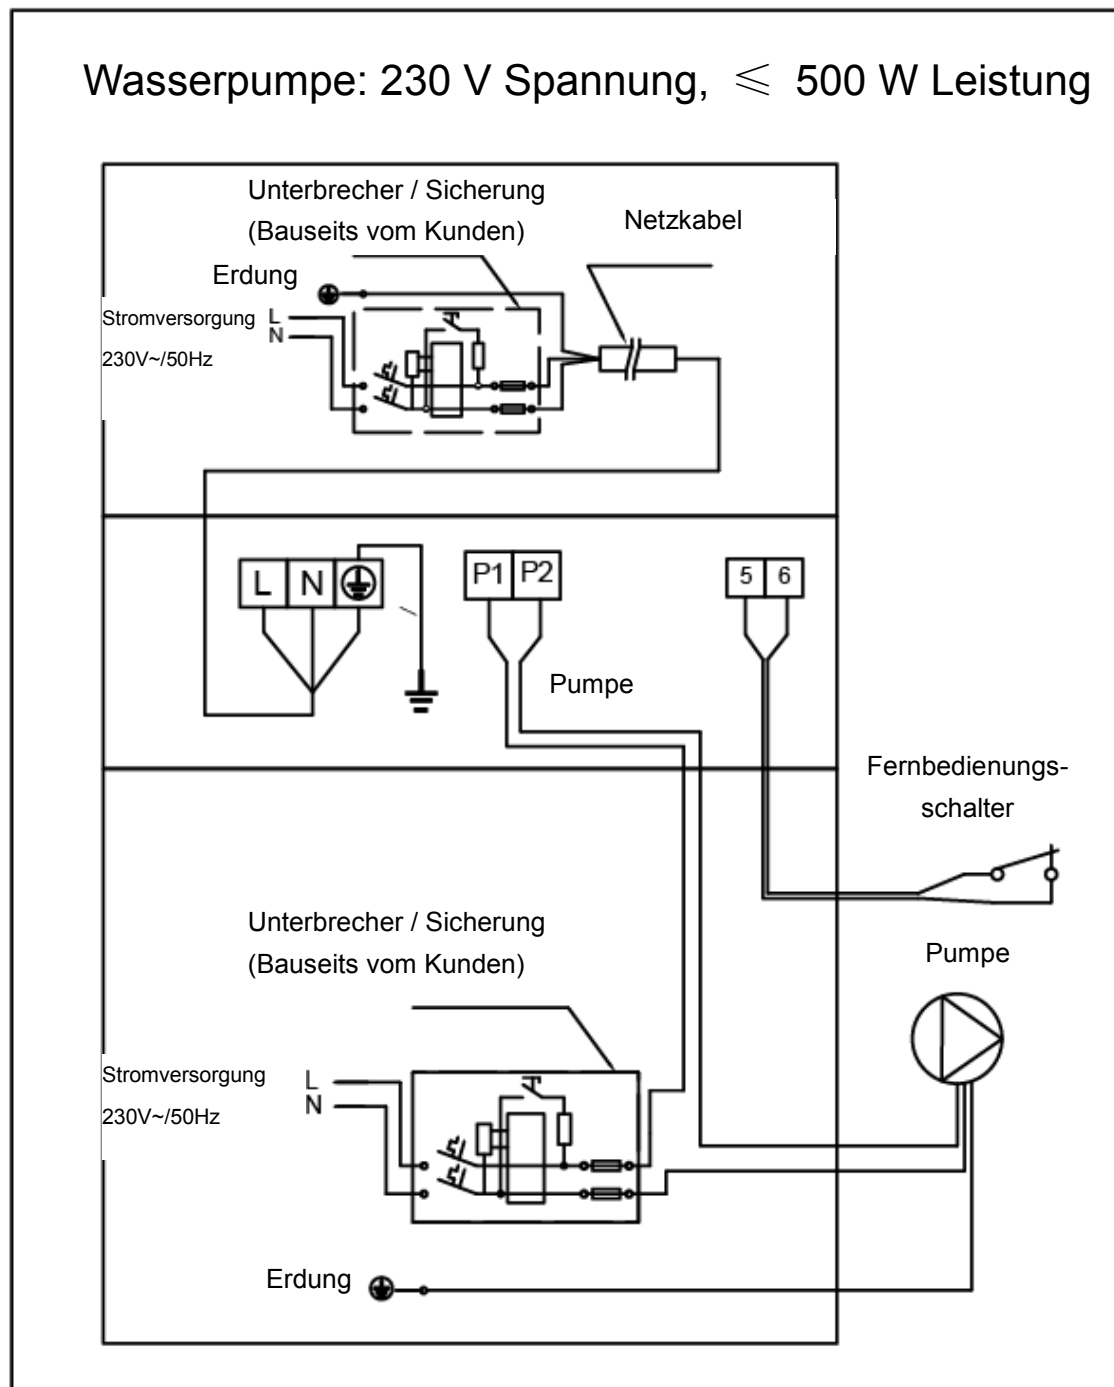 Wasserpumpe: 230 V Spannung, ≤ 500 W Leistung
Unterbrecher / Sicherung
(Bauseits vom Kunden)
Netzkabel
Erdung
Stromversorgung
230V~/50Hz
L
N
L N
P1 P2
5 6
Pumpe
Fernbedienungs-
schalter
Unterbrecher / Sicherung
(Bauseits vom Kunden)
Pumpe
Stromversorgung
230V~/50Hz
L
N
Erdung